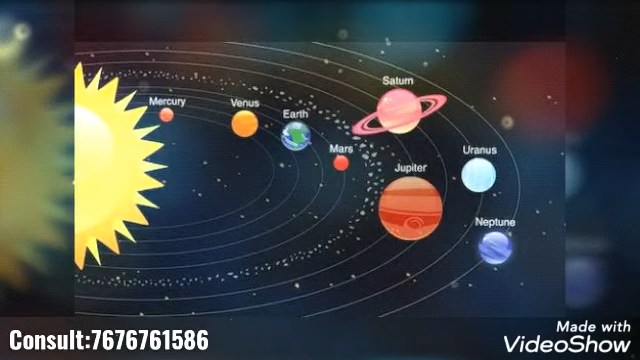 Saturn
Mercury
Venus
Earth
Mars
Uranus
Jupiter
Neptune
Consult:7676761586
Made with
VideoShow